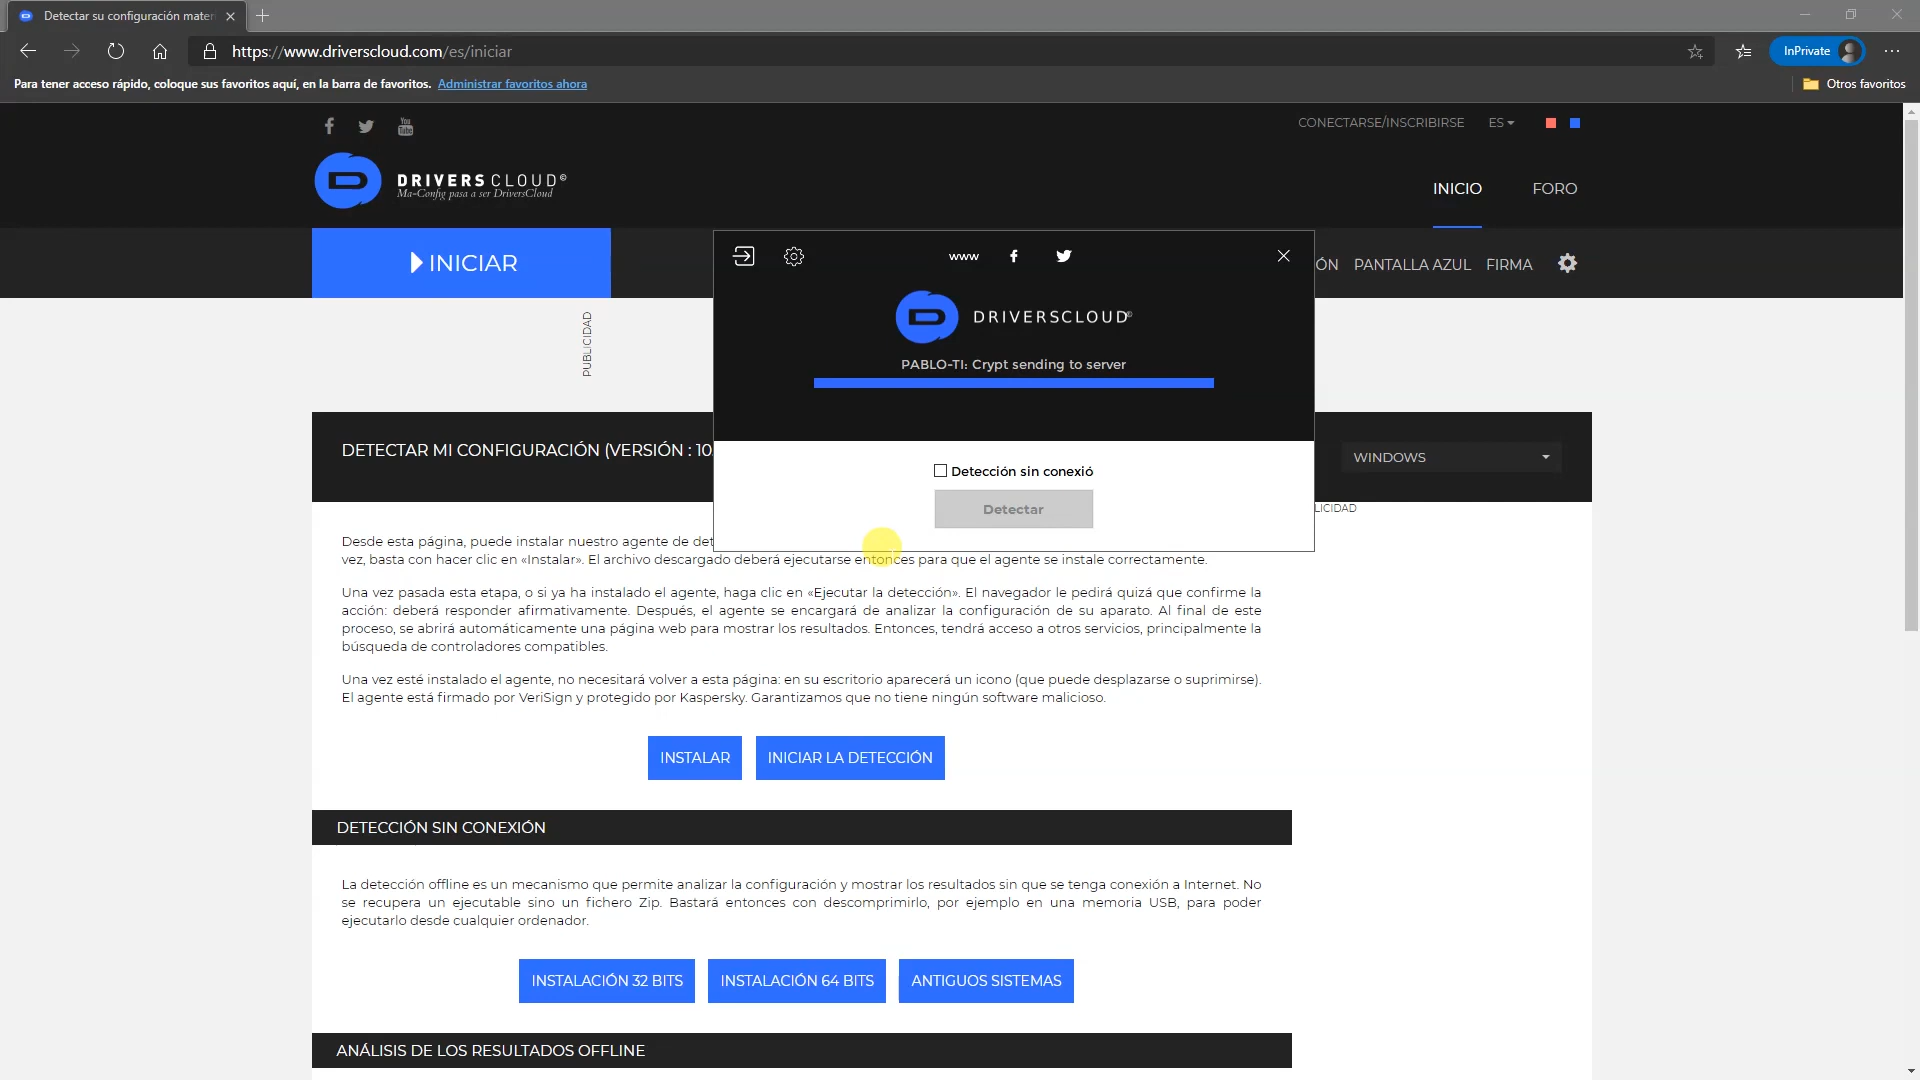 Detectar su configuración mater
https://www.driverscloud.com/es/iniciar
InPrivate
Para tener acceso rápido, coloque sus favoritos aquí, en la barra de favoritos. Administrar favoritos ahora
Otros favoritos
You
Tube
CONECTARSE/INSCRIBIRSE ES
DRIVERS CLOUD©
Ma-Config pasa a ser DriversCloud
INICIO FORO
INICIAR
ÓN PANTALLA AZUL FIRMA
www
DRIVERSCLOUD©
PABLO-TI: Crypt sending to server
Detección sin conexió
Detectar
PUBLICIDAD
DETECTAR MI CONFIGURACIÓN (VERSIÓN : 10.
WINDOWS
LICIDAD
Desde esta página, puede instalar nuestro agente de det
vez, basta con hacer clic en «Instalar». El archivo descargado deberá ejecutarse entonces para que el agente se instale correctamente.
Una vez pasada esta etapa, o si ya ha instalado el agente, haga clic en «Ejecutar la detección». El navegador le pedirá quizá que confirme la
acción: deberá responder afirmativamente. Después, el agente se encargará de analizar la configuración de su aparato. Al final de este
proceso, se abrirá automáticamente una página web para mostrar los resultados. Entonces, tendrá acceso a otros servicios, principalmente la
búsqueda de controladores compatibles.
Una vez esté instalado el agente, no necesitará volver a esta página: en su escritorio aparecerá un icono (que puede desplazarse o suprimirse).
El agente está firmado por VeriSign y protegido por Kaspersky. Garantizamos que no tiene ningún software malicioso.
INSTALAR INICIAR LA DETECCIÓN
DETECCIÓN SIN CONEXIÓN
La detección offline es un mecanismo que permite analizar la configuración y mostrar los resultados sin que se tenga conexión a Internet. No
se recupera un ejecutable sino un fichero Zip. Bastará entonces con descomprimirlo, por ejemplo en una memoria USB, para poder
ejecutarlo desde cualquier ordenador.
INSTALACIÓN 32 BITS INSTALACIÓN 64 BITS ANTIGUOS SISTEMAS
ANÁLISIS DE LOS RESULTADOS OFFLINE